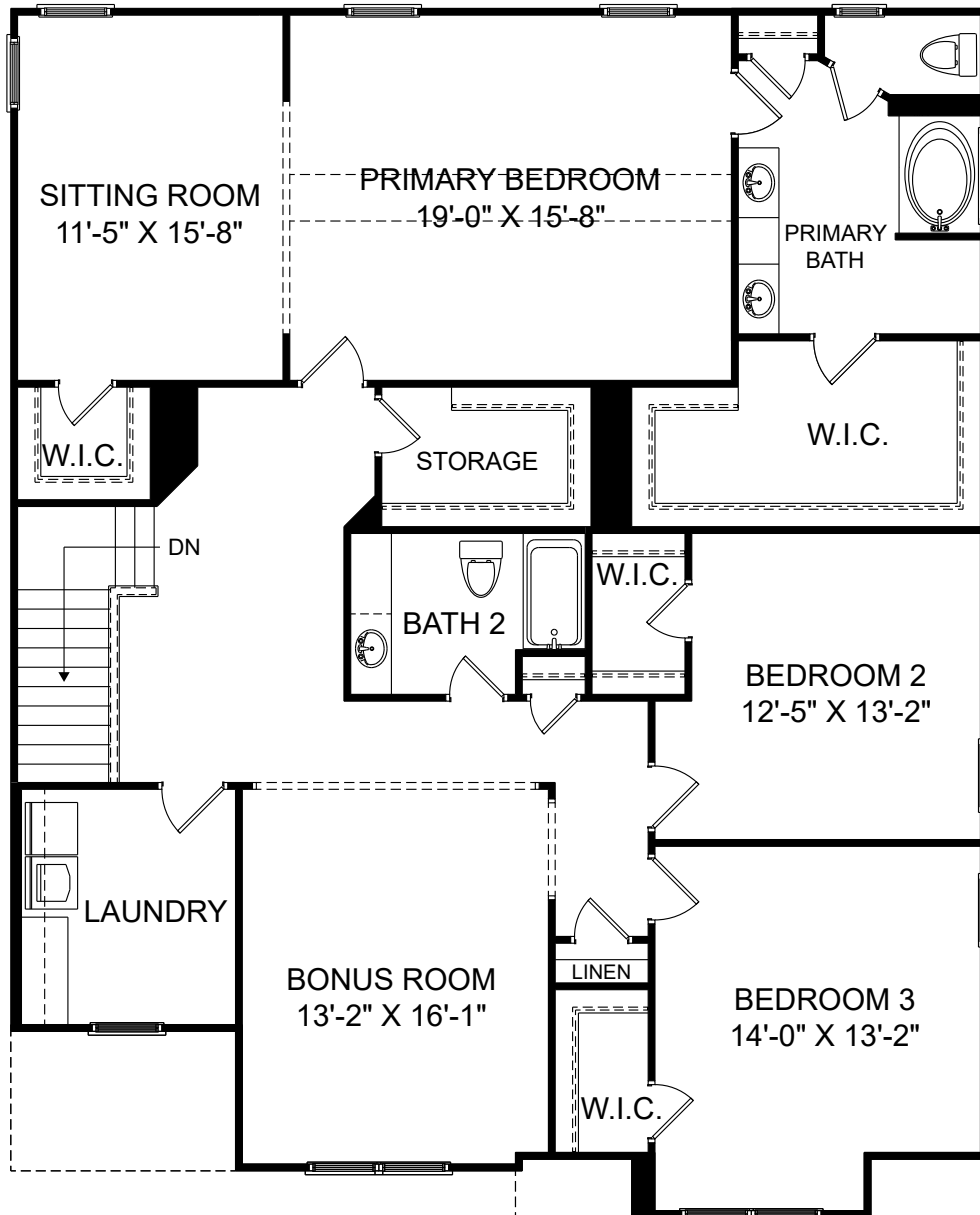 SITTING ROOM
11'-5" X 15'-8"
PRIMARY BEDROOM
19'-0" X 15'-8"
PRIMARY
BATH
W.I.C.
STORAGE
W.I.C.
DN
BATH 2
W.I.C.
BEDROOM 2
12'-5" X 13'-2"
LAUNDRY
BONUS ROOM
13'-2" X 16'-1"
LINEN
BEDROOM 3
14'-0" X 13'-2"
W.I.C.